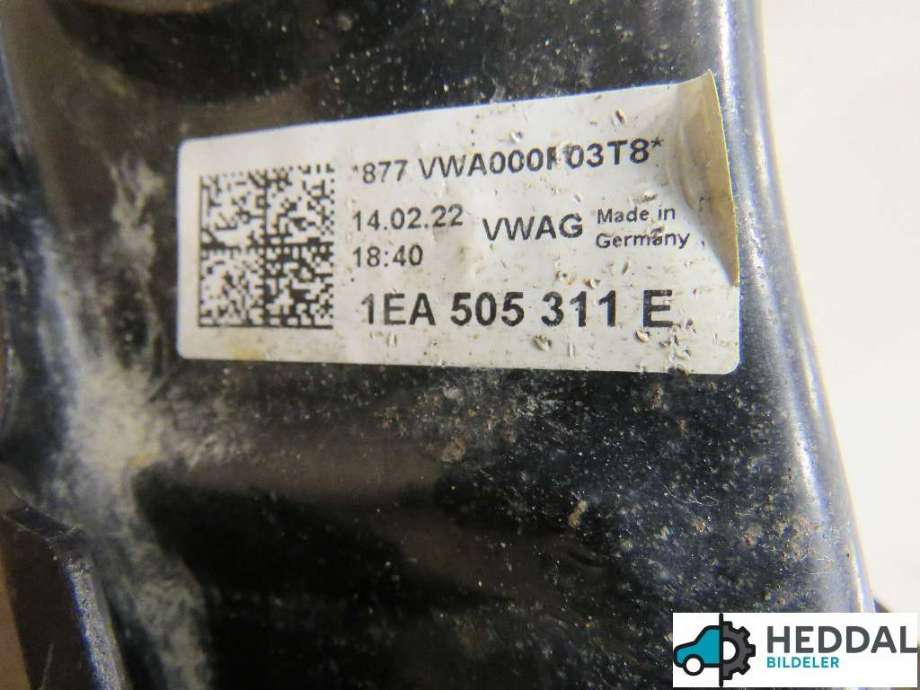 *877 VWA000F03T8*
14.02.22
18:40
VWAG
Made in
Germany
1EA 505 311 E
HEDDAL
BILDELER